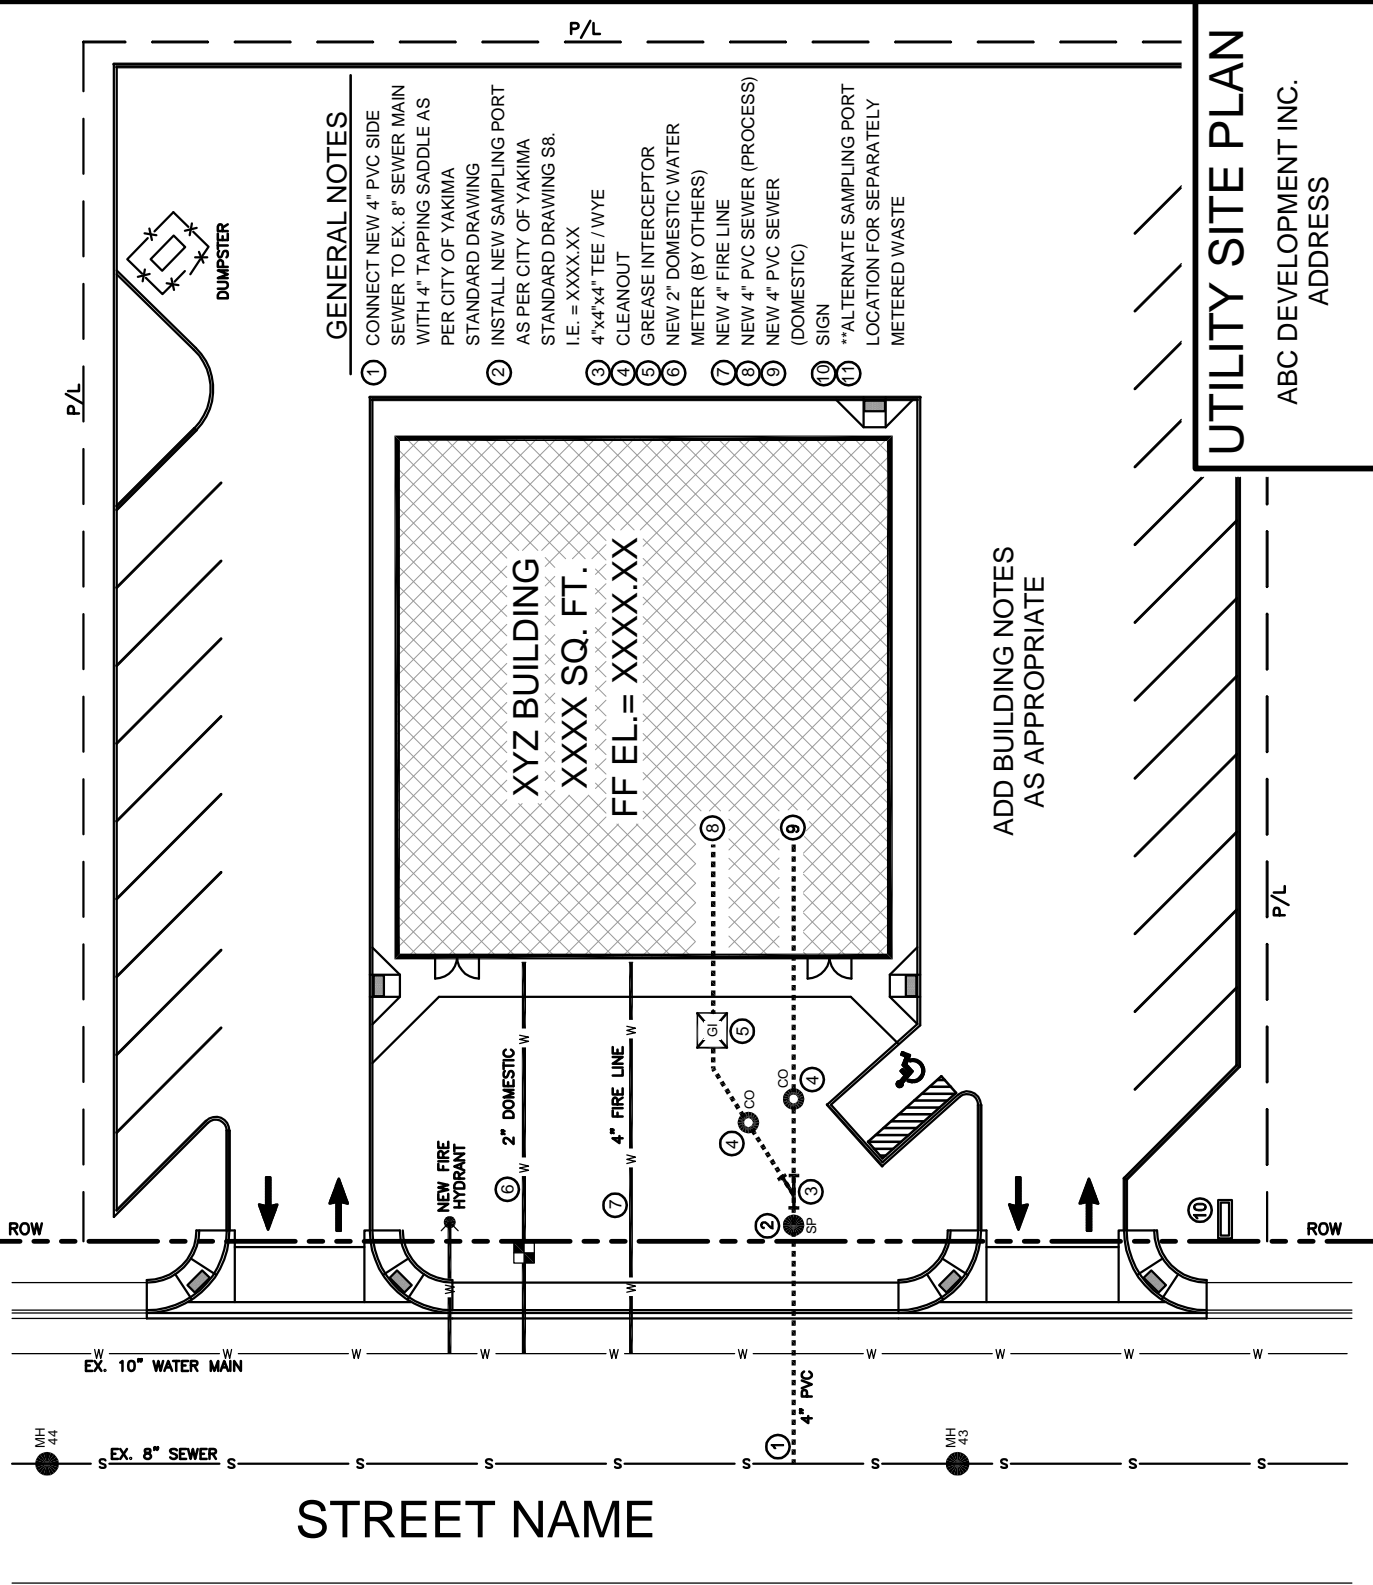 P/L
UTILITY SITE PLAN
ABC DEVELOPMENT INC.
ADDRESS
GENERAL NOTES
1 CONNECT NEW 4" PVC SIDE
SEWER TO EX. 8" SEWER MAIN
WITH 4" TAPPING SADDLE AS
PER CITY OF YAKIMA
STANDARD DRAWING
2 INSTALL NEW SAMPLING PORT
AS PER CITY OF YAKIMA
STANDARD DRAWING S8.
I.E. = XXXX.XX
3 4"x4"x4" TEE / WYE
4 CLEANOUT
5 GREASE INTERCEPTOR
6 NEW 2" DOMESTIC WATER
METER (BY OTHERS)
7 NEW 4" FIRE LINE
8 NEW 4" PVC SEWER (PROCESS)
9 NEW 4" PVC SEWER
(DOMESTIC)
10 SIGN
11 **ALTERNATE SAMPLING PORT
LOCATION FOR SEPARATELY
METERED WASTE
DUMPSTER
P/L
XYZ BUILDING
XXXX SQ. FT.
FF EL.= XXXX.XX
ADD BUILDING NOTES
AS APPROPRIATE
8
9
P/L
GI
5
W
W
2" DOMESTIC
4" FIRE LINE
CO
4
CO
4
W
W
NEW FIRE
HYDRANT
6
7
3
2
SP
10
ROW
ROW
W
W
W
W W W W W W W W W W
EX. 10" WATER MAIN
4" PVC
1
MH
44
MH
43
S S S S S S S S S S
EX. 8" SEWER
STREET NAME